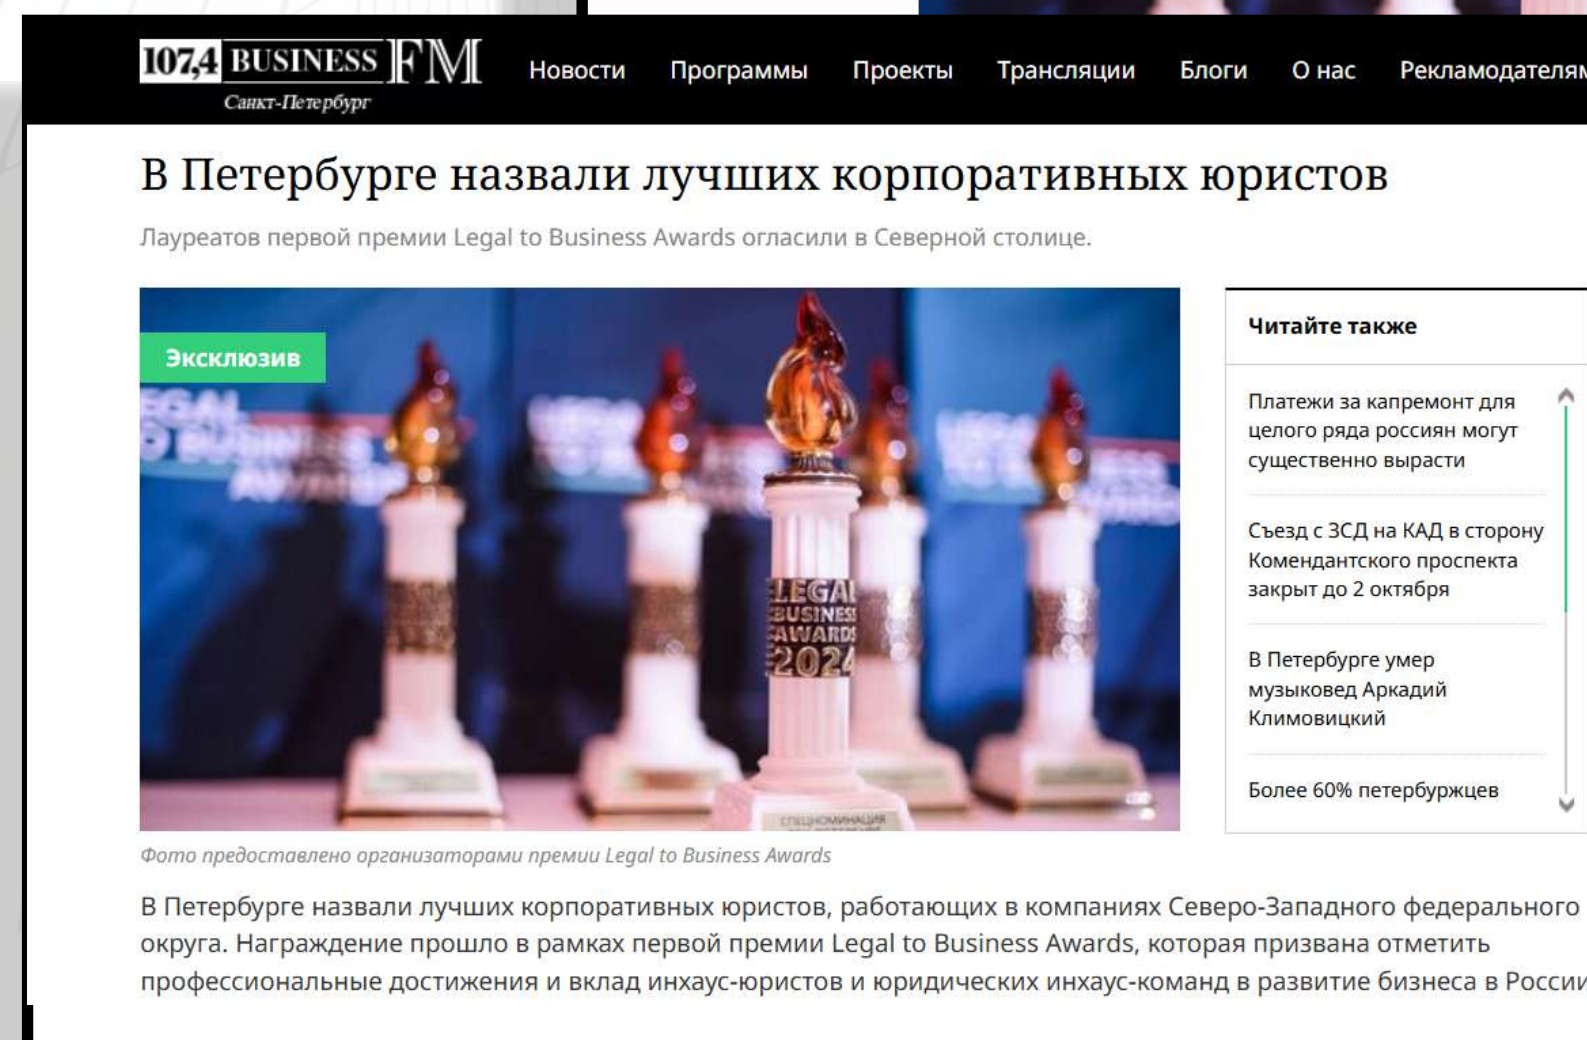 107,4 BUSINESS FM
Санкт-Петербург
Новости Программы Проекты Трансляции Блоги О нас Рекламодателям
В Петербурге назвали лучших корпоративных юристов
Лауреатов первой премии Legal to Business Awards огласили в Северной столице.
Эксклюзив
LEGAL
BUSINESS
AWARDS
2024
СПЕЦНОМИНАЦИЯ
Фото предоставлено организаторами премии Legal to Business Awards
Читайте также
Платежи за капремонт для
целого ряда россиян могут
существенно вырасти
Съезд с ЗСД на КАД в сторону
Комендантского проспекта
закрыт до 2 октября
В Петербурге умер
музыковед Аркадий
Климовицкий
Более 60% петербуржцев
В Петербурге назвали лучших корпоративных юристов, работающих в компаниях Северо-Западного федерального
округа. Награждение прошло в рамках первой премии Legal to Business Awards, которая призвана отметить
профессиональные достижения и вклад инхаус-юристов и юридических инхаус-команд в развитие бизнеса в России